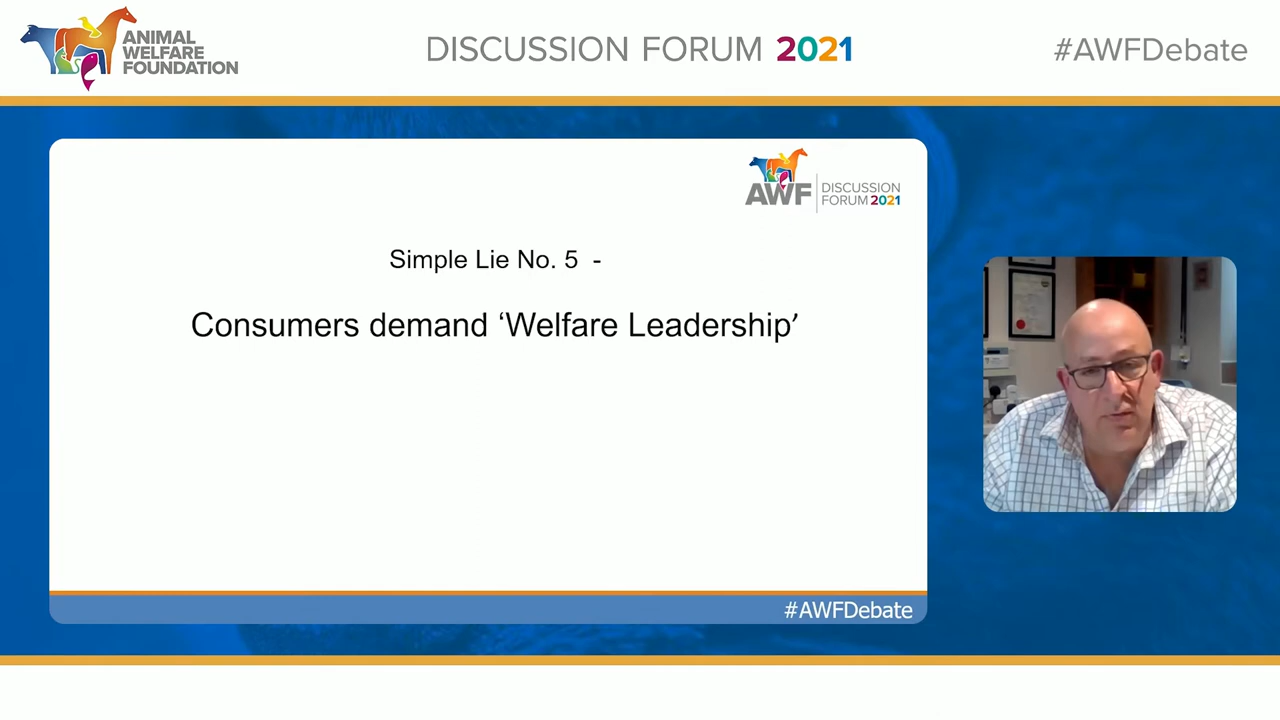 ANIMAL
WELFARE
FOUNDATION
DISCUSSION FORUM 2021
#AWFDebate
AWF
DISCUSSION
FORUM 2021
Simple Lie No. 5 -
Consumers demand ‘Welfare Leadership’
#AWFDebate